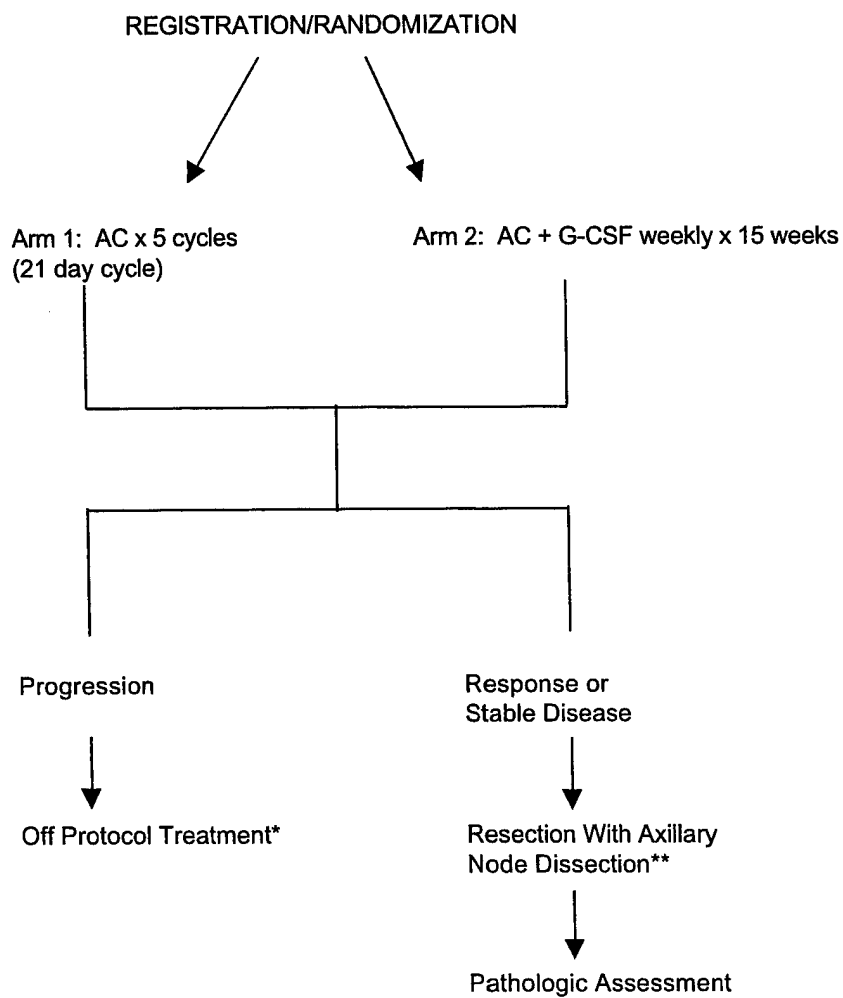 REGISTRATION/RANDOMIZATION
Arm 1: AC x 5 cycles
(21 day cycle)
Arm 2: AC + G-CSF weekly x 15 weeks
Progression
Response or
Stable Disease
Off Protocol Treatment*
Resection With Axillary
Node Dissection**
Pathologic Assessment